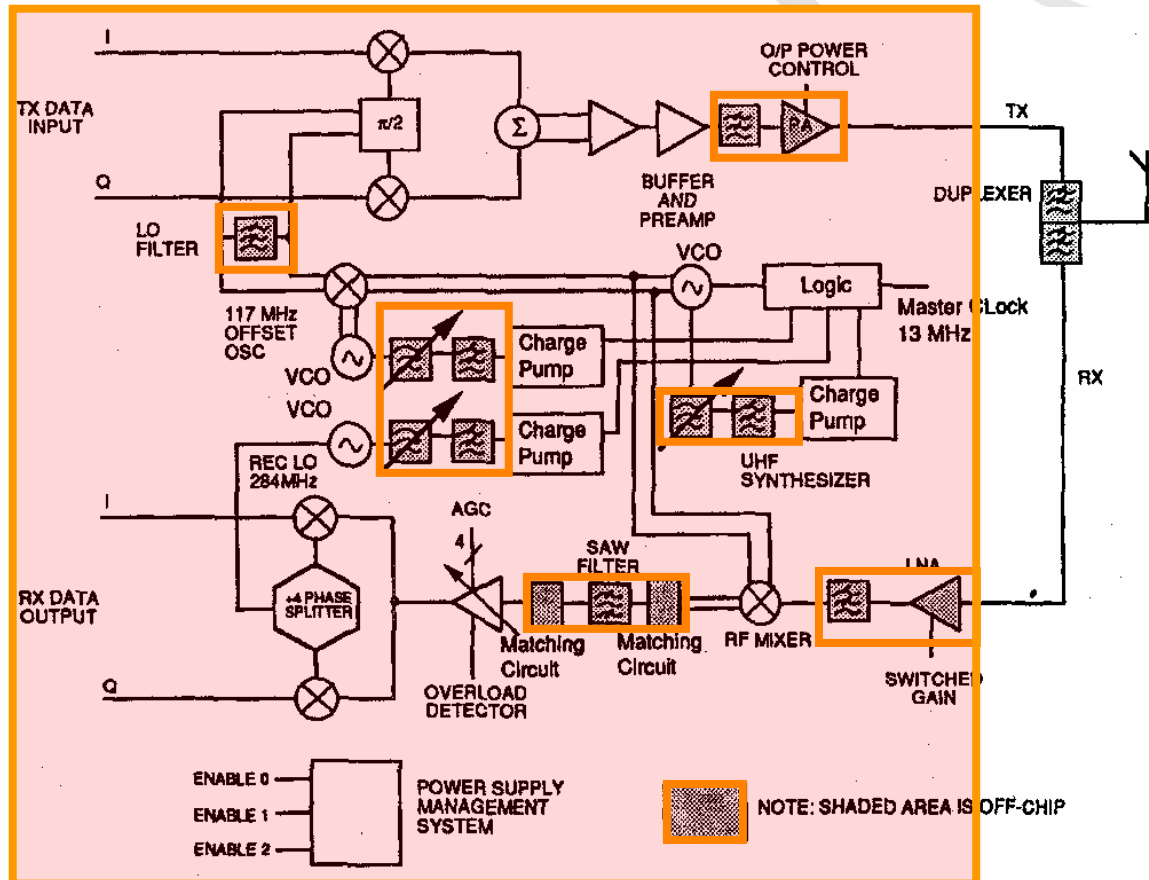 I
TX DATA
INPUT
Q
π/2
Σ
BUFFER
AND
PREAMP
O/P POWER
CONTROL
PA
TX
DUPLEXER
LO
FILTER
VCO
Logic
Master CLock
13 MHz
117 MHz
OFFSET
OSC
VCO
Charge
Pump
VCO
Charge
Pump
Charge
Pump
UHF
SYNTHESIZER
RX
REC LO
284MHz
I
RX DATA
OUTPUT
Q
÷4 PHASE
SPLITTER
AGC
4
OVERLOAD
DETECTOR
SAW
FILTER
Matching
Circuit
Matching
Circuit
RF MIXER
LNA
SWITCHED
GAIN
ENABLE 0
ENABLE 1
ENABLE 2
POWER SUPPLY
MANAGEMENT
SYSTEM
NOTE: SHADED AREA IS OFF-CHIP